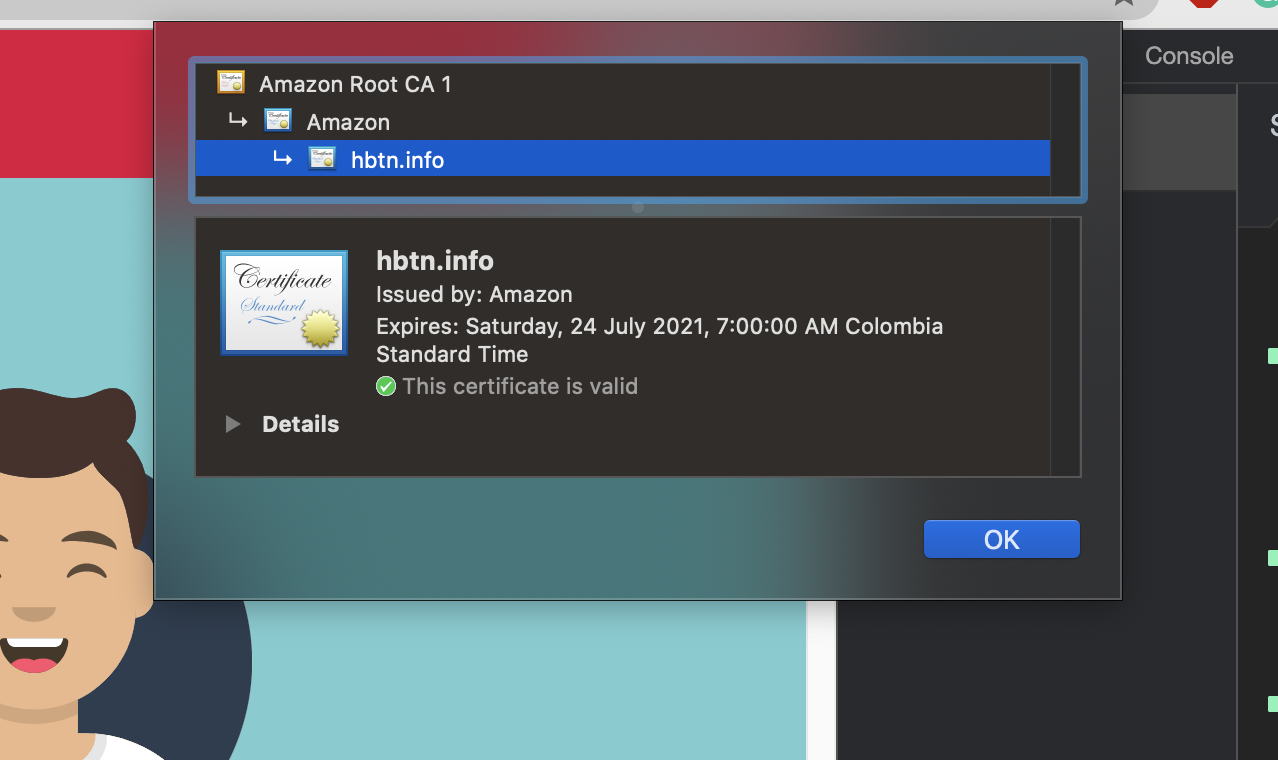 Console
Amazon Root CA 1
Amazon
hbtn.info
Certificate
Standard
hbtn.info
Issued by: Amazon
Expires: Saturday, 24 July 2021, 7:00:00 AM Colombia
Standard Time
This certificate is valid
Details
OK